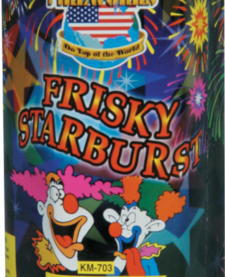 On Top of the World
FRISKY
STARBURST
KM-703